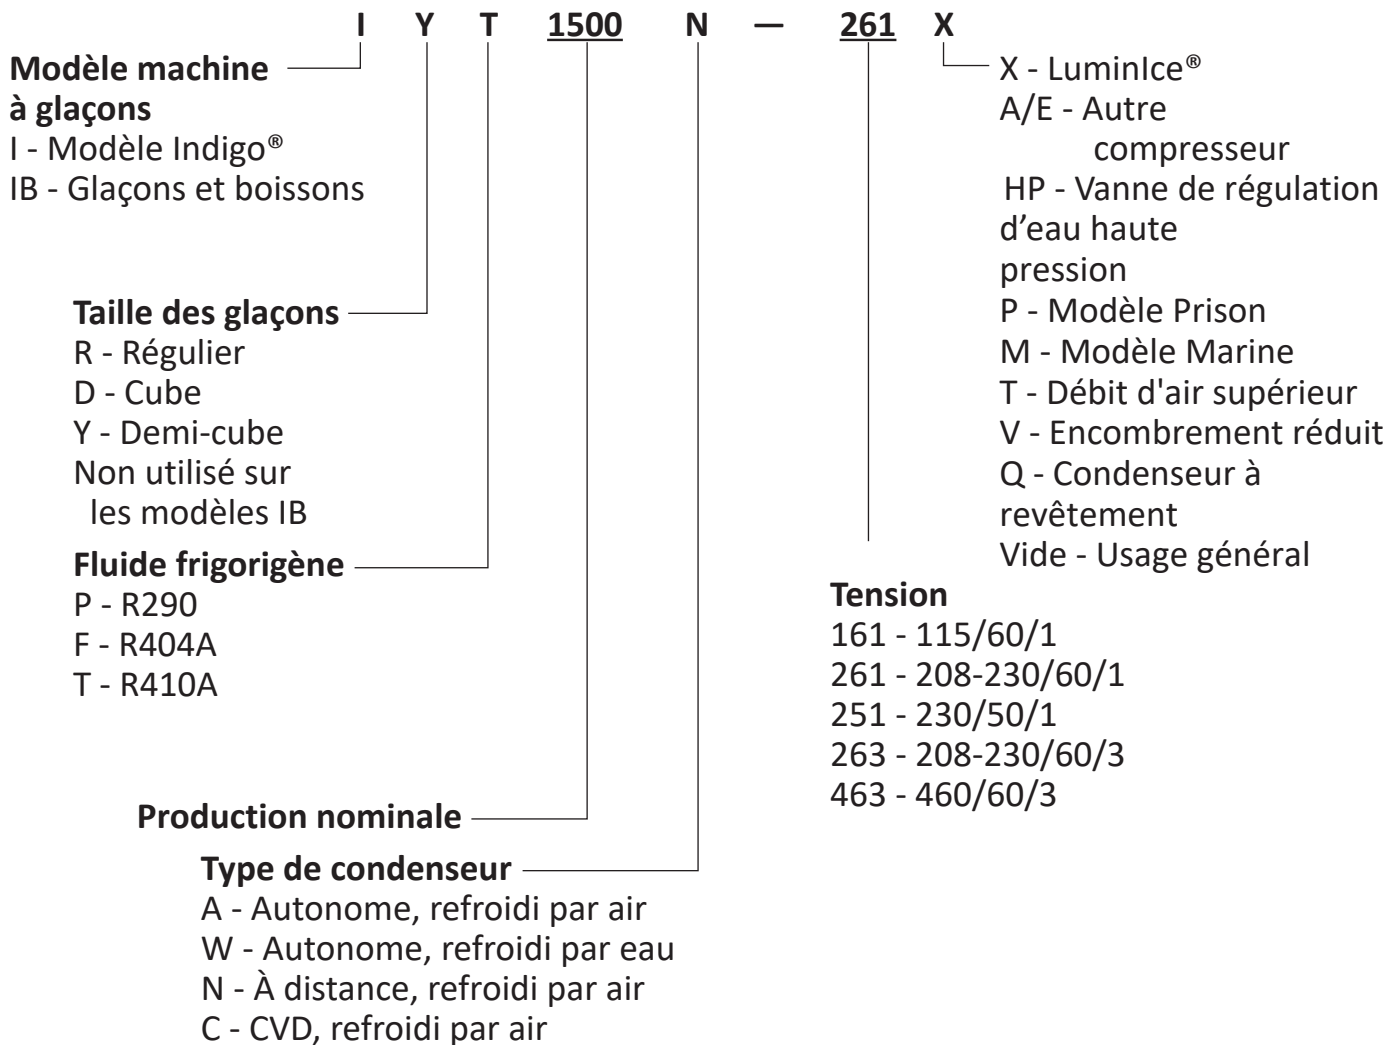 I Y T 1500 N — 261 X
Modèle machine
à glaçons
I - Modèle Indigo®
IB - Glaçons et boissons
X - LuminIce®
A/E - Autre
compresseur
HP - Vanne de régulation
d’eau haute
pression
P - Modèle Prison
M - Modèle Marine
T - Débit d'air supérieur
V - Encombrement réduit
Q - Condenseur à
revêtement
Vide - Usage général
Taille des glaçons
R - Régulier
D - Cube
Y - Demi-cube
Non utilisé sur
les modèles IB
Fluide frigorigène
P - R290
F - R404A
T - R410A
Tension
161 - 115/60/1
261 - 208-230/60/1
251 - 230/50/1
263 - 208-230/60/3
463 - 460/60/3
Production nominale
Type de condenseur
A - Autonome, refroidi par air
W - Autonome, refroidi par eau
N - À distance, refroidi par air
C - CVD, refroidi par air